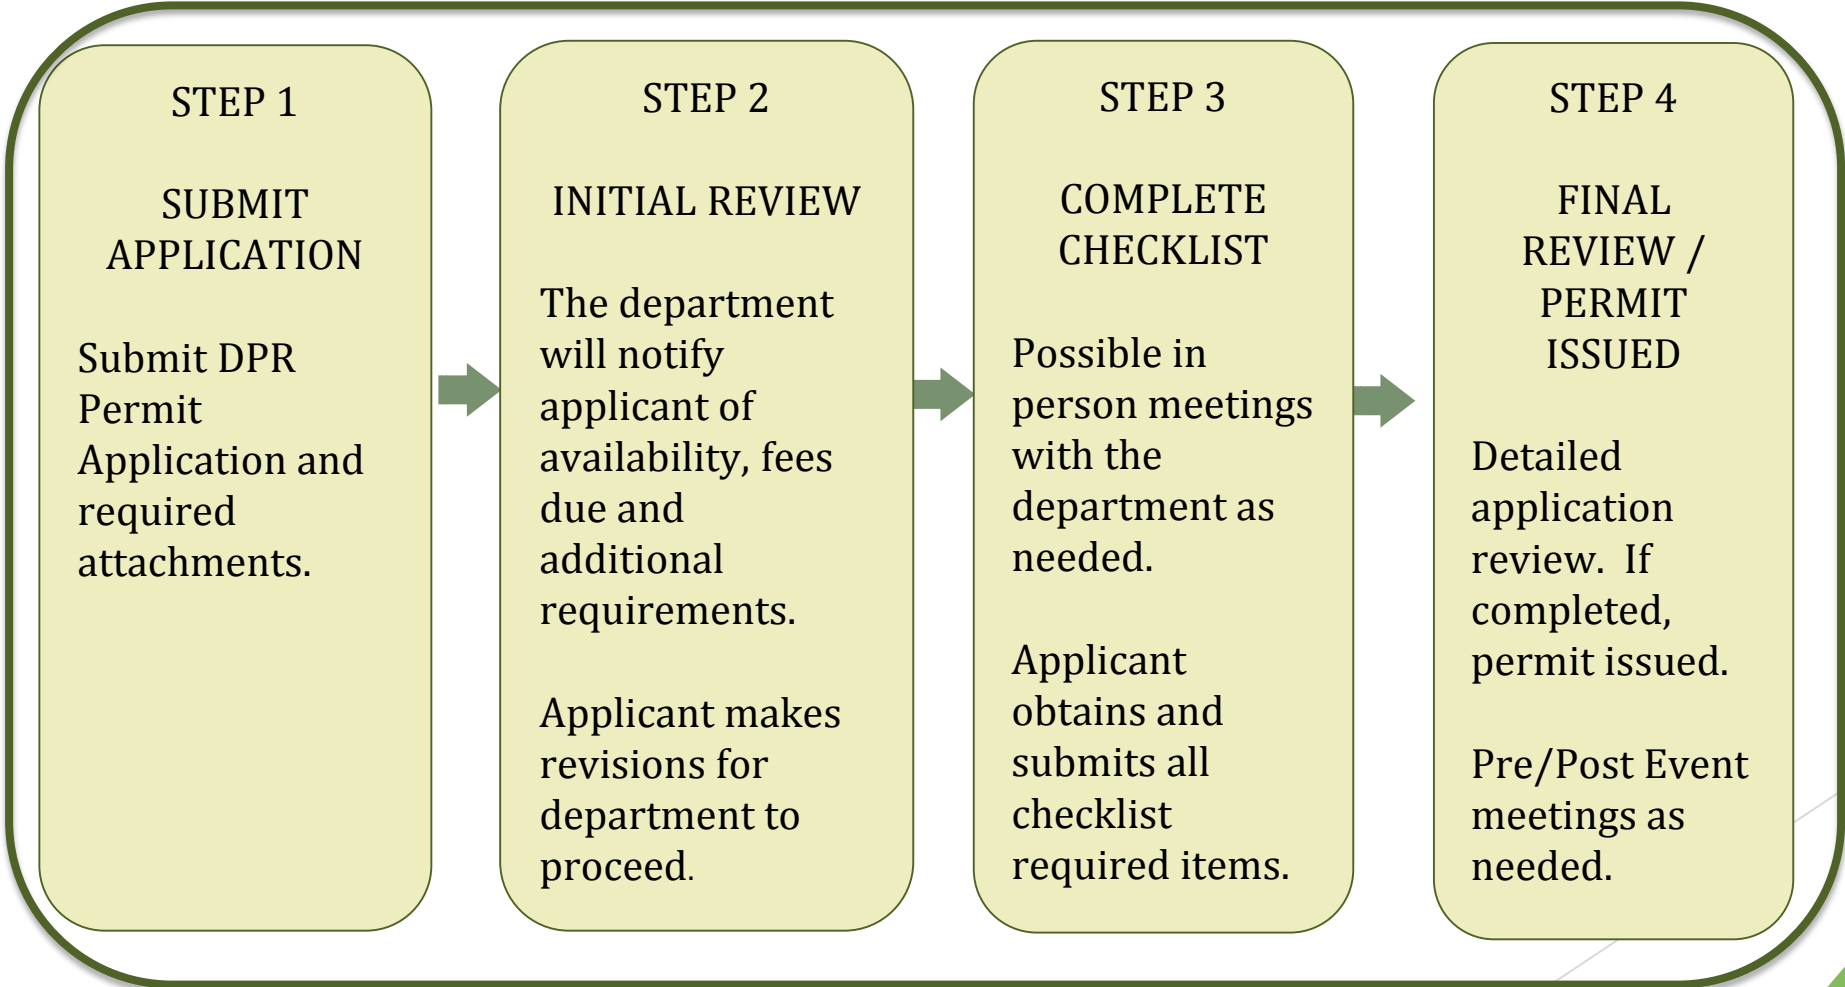 STEP 1
SUBMIT
APPLICATION
Submit DPR
Permit
Application and
required
attachments.
STEP 2
INITIAL REVIEW
The department
will notify
applicant of
availability, fees
due and
additional
requirements.
Applicant makes
revisions for
department to
proceed.
STEP 3
COMPLETE
CHECKLIST
Possible in
person meetings
with the
department as
needed.
Applicant
obtains and
submits all
checklist
required items.
STEP 4
FINAL
REVIEW /
PERMIT
ISSUED
Detailed
application
review.  If
completed,
permit issued.
Pre/Post Event
meetings as
needed.